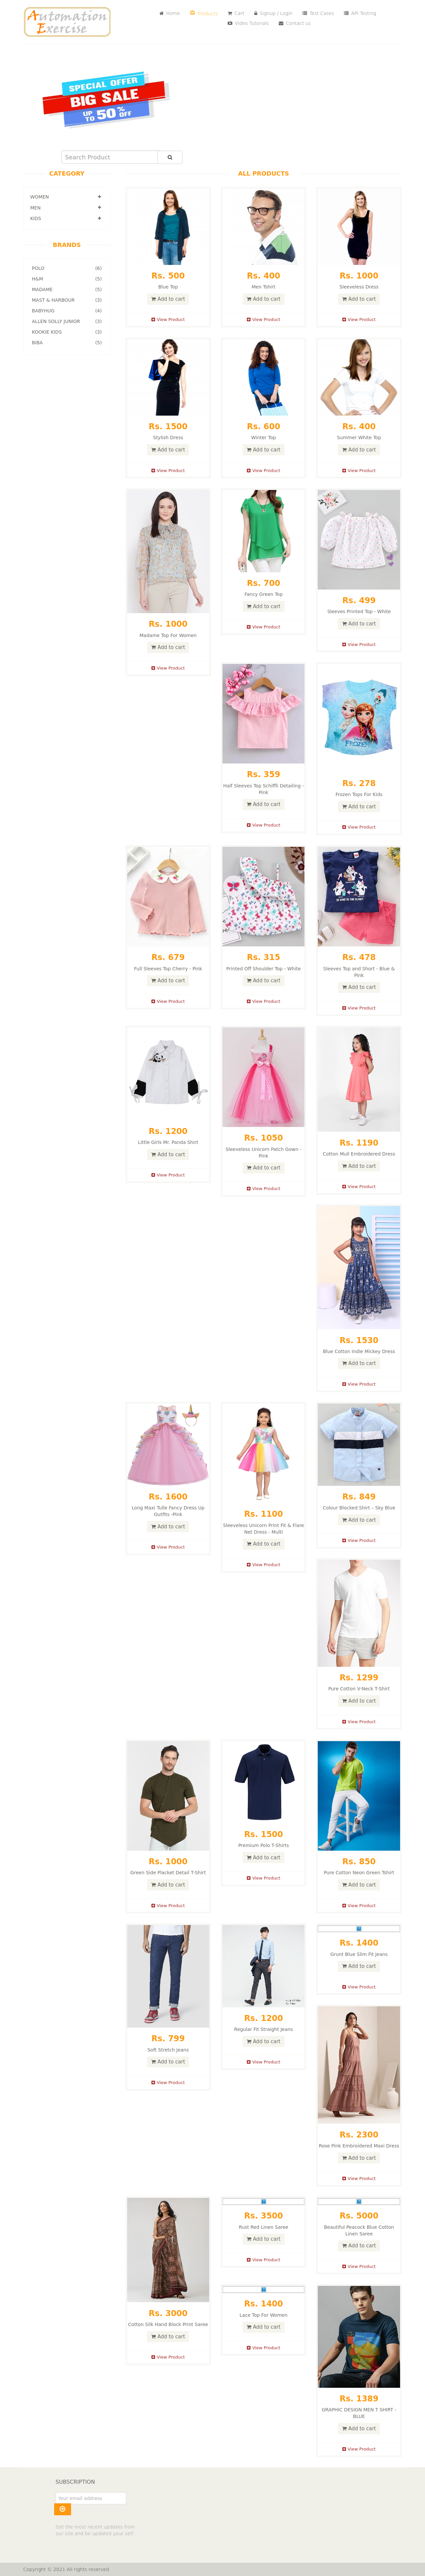 Automation
Exercise
Home
Products
Cart
Signup / Login
Test Cases
API Testing
Video Tutorials
Contact us
SPECIAL OFFER
BIG SALE
UP TO 50% OFF
Search Product
CATEGORY
WOMEN
MEN
KIDS
BRANDS
POLO (6)
H&M (5)
MADAME (5)
MAST & HARBOUR (3)
BABYHUG (4)
ALLEN SOLLY JUNIOR (3)
KOOKIE KIDS (3)
BIBA (5)
ALL PRODUCTS
Rs. 500
Blue Top
Add to cart
View Product
Rs. 400
Men Tshirt
Add to cart
View Product
Rs. 1000
Sleeveless Dress
Add to cart
View Product
Rs. 1500
Stylish Dress
Add to cart
View Product
Rs. 600
Winter Top
Add to cart
View Product
Rs. 400
Summer White Top
Add to cart
View Product
Rs. 1000
Madame Top For Women
Add to cart
View Product
Rs. 700
Fancy Green Top
Add to cart
View Product
Rs. 499
Sleeves Printed Top - White
Add to cart
View Product
Rs. 359
Half Sleeves Top Schiffli Detailing -
Pink
Add to cart
View Product
FROZEN
Rs. 278
Frozen Tops For Kids
Add to cart
View Product
Rs. 679
Full Sleeves Top Cherry - Pink
Add to cart
View Product
Rs. 315
Printed Off Shoulder Top - White
Add to cart
View Product
Rs. 478
Sleeves Top and Short - Blue &
Pink
Add to cart
View Product
Rs. 1200
Little Girls Mr. Panda Shirt
Add to cart
View Product
Rs. 1050
Sleeveless Unicorn Patch Gown -
Pink
Add to cart
View Product
Rs. 1190
Cotton Mull Embroidered Dress
Add to cart
View Product
Rs. 1530
Blue Cotton Indie Mickey Dress
Add to cart
View Product
Rs. 1600
Long Maxi Tulle Fancy Dress Up
Outfits -Pink
Add to cart
View Product
Rs. 1100
Sleeveless Unicorn Print Fit & Flare
Net Dress - Multi
Add to cart
View Product
Rs. 849
Colour Blocked Shirt – Sky Blue
Add to cart
View Product
Rs. 1299
Pure Cotton V-Neck T-Shirt
Add to cart
View Product
Rs. 1000
Green Side Placket Detail T-Shirt
Add to cart
View Product
Rs. 1500
Premium Polo T-Shirts
Add to cart
View Product
Rs. 850
Pure Cotton Neon Green Tshirt
Add to cart
View Product
Rs. 799
Soft Stretch Jeans
Add to cart
View Product
Rs. 1200
Regular Fit Straight Jeans
Add to cart
View Product
Rs. 1400
Grunt Blue Slim Fit Jeans
Add to cart
View Product
Rs. 2300
Rose Pink Embroidered Maxi Dress
Add to cart
View Product
Rs. 3000
Cotton Silk Hand Block Print Saree
Add to cart
View Product
Rs. 3500
Rust Red Linen Saree
Add to cart
View Product
Rs. 5000
Beautiful Peacock Blue Cotton
Linen Saree
Add to cart
View Product
Rs. 1400
Lace Top For Women
Add to cart
View Product
Rs. 1389
GRAPHIC DESIGN MEN T SHIRT -
BLUE
Add to cart
View Product
SUBSCRIPTION
Your email address
Get the most recent updates from
our site and be updated your self...
Copyright © 2021 All rights reserved